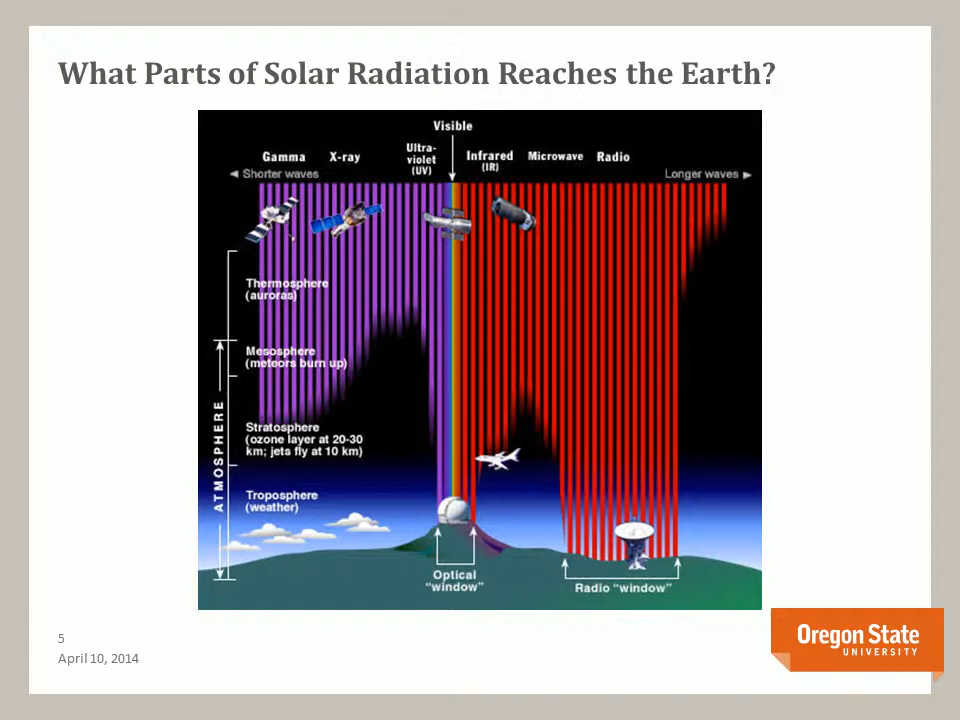 What Parts of Solar Radiation Reaches the Earth?
Visible
Gamma
X-ray
Ultra-
violet
(UV)
Infrared
(IR)
Microwave
Radio
Shorter waves
Longer waves
Thermosphere
(auroras)
Mesosphere
(meteors burn up)
ATMOSPHERE
Stratosphere
(ozone layer at 20-30
km; jets fly at 10 km)
Troposphere
(weather)
Optical
"window"
Radio "window"
5
April 10, 2014
Oregon State
UNIVERSITY